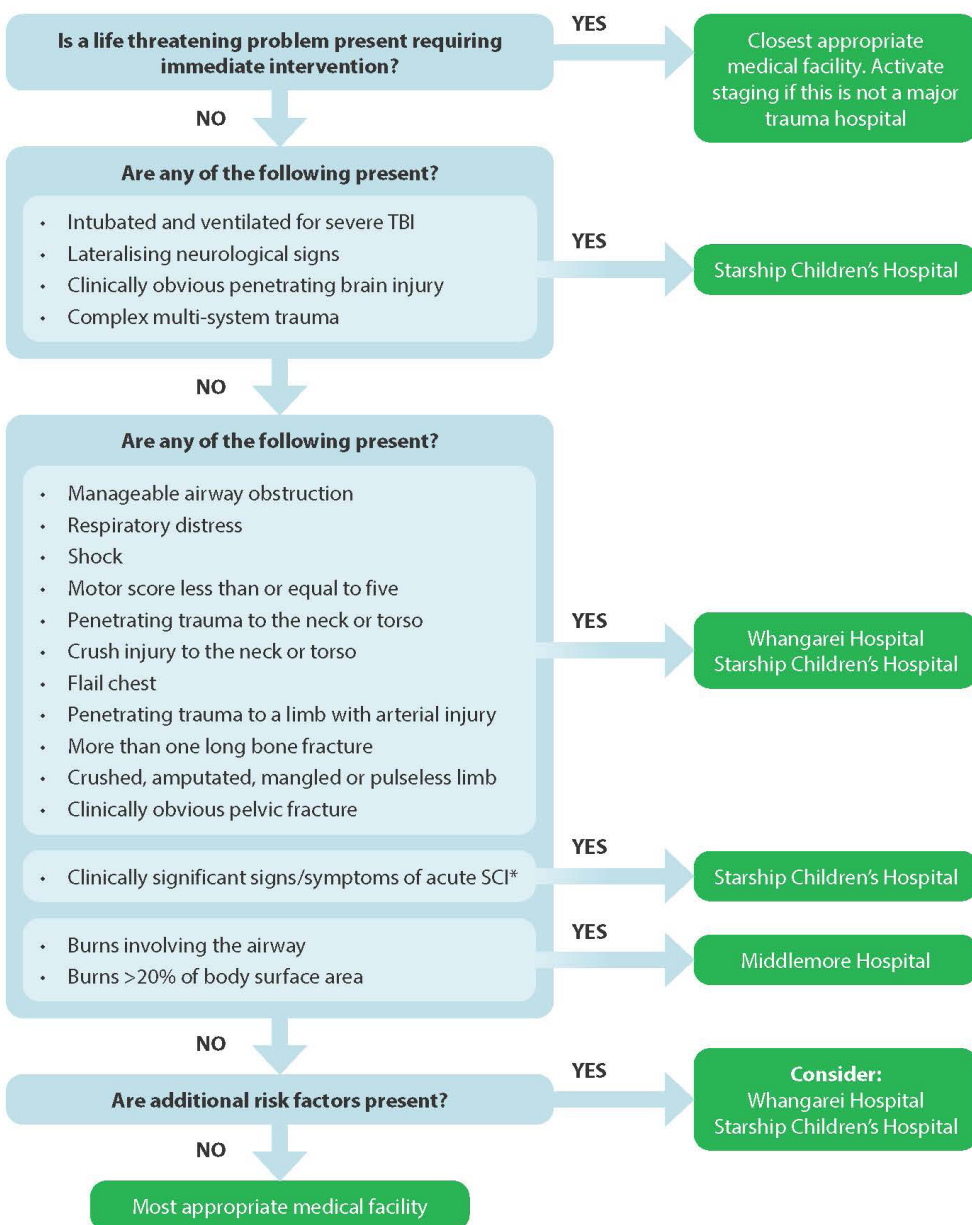 Is a life threatening problem present requiring
immediate intervention?
YES
Closest appropriate
medical facility. Activate
staging if this is not a major
trauma hospital
NO
Are any of the following present?
• Intubated and ventilated for severe TBI
• Lateralising neurological signs
• Clinically obvious penetrating brain injury
• Complex multi-system trauma
YES
Starship Children's Hospital
NO
Are any of the following present?
• Manageable airway obstruction
• Respiratory distress
• Shock
• Motor score less than or equal to five
• Penetrating trauma to the neck or torso
• Crush injury to the neck or torso
• Flail chest
• Penetrating trauma to a limb with arterial injury
• More than one long bone fracture
• Crushed, amputated, mangled or pulseless limb
• Clinically obvious pelvic fracture
YES
Whangarei Hospital
Starship Children's Hospital
• Clinically significant signs/symptoms of acute SCI*
YES
Starship Children's Hospital
• Burns involving the airway
• Burns >20% of body surface area
YES
Middlemore Hospital
NO
Are additional risk factors present?
YES
Consider:
Whangarei Hospital
Starship Children's Hospital
NO
Most appropriate medical facility